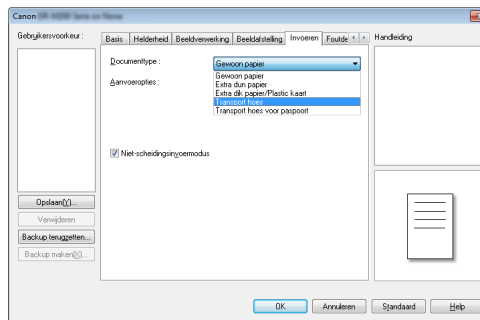 Canon
Gebruikersvoorkeur :
Basis Helderheid Beeldverwerking Beeldafstelling Invoeren Foutde
Handleiding
Documenttype :
Gewoon papier
Gewoon papier
Extra dun papier
Extra dik papier/Plastic kaart
Transport hoes
Transport hoes voor paspoort
Aanvoeropties :
Niet-scheidingsinvoermodus
Opslaan(Y)...
Verwijderen
Backup terugzetten...
Backup maken(X)...
OK Annuleren Standaard Help